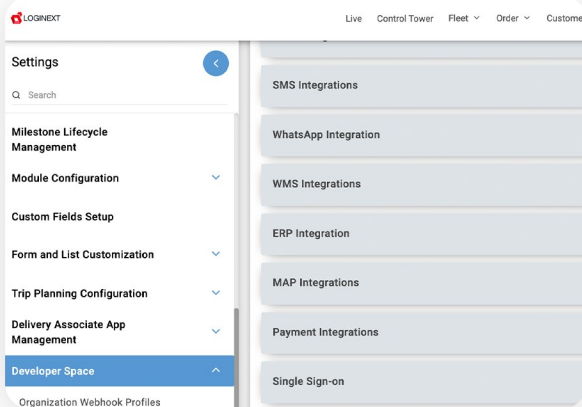 LOGINEXT
Live Control Tower Fleet Order Custome
Settings
Search
Milestone Lifecycle
Management
Module Configuration
Custom Fields Setup
Form and List Customization
Trip Planning Configuration
Delivery Associate App
Management
Developer Space
Organization Webhook Profiles
SMS Integrations
WhatsApp Integration
WMS Integrations
ERP Integration
MAP Integrations
Payment Integrations
Single Sign-on